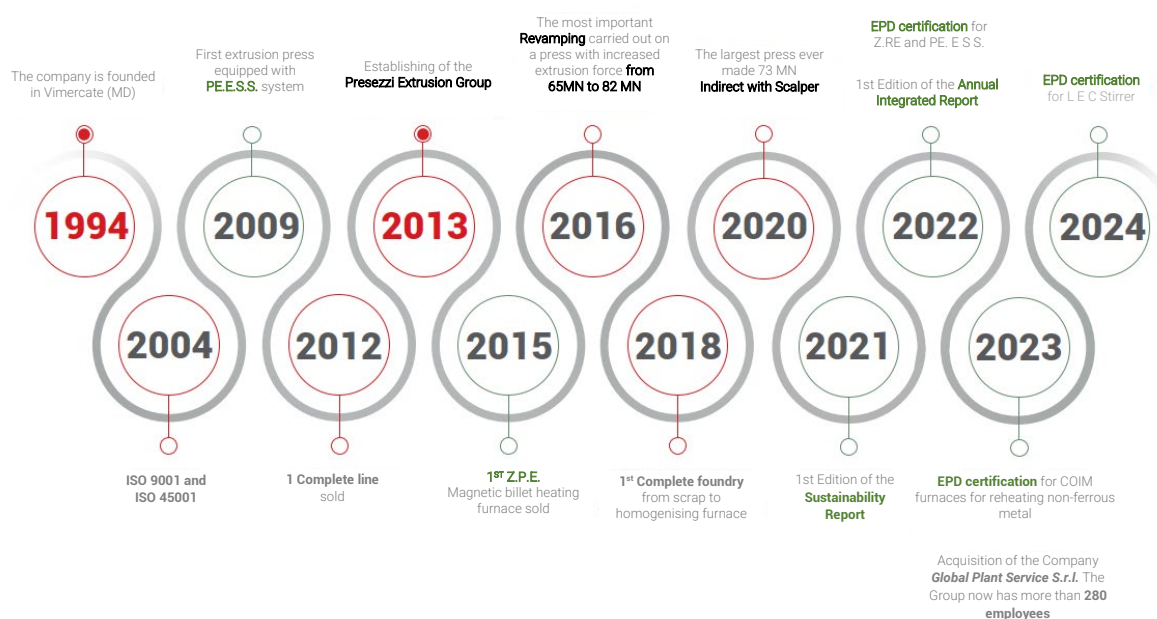 The company is founded
in Vimercate (MD)
1994
ISO 9001 and
ISO 45001
2004
First extrusion press
equipped with
PE.E.S.S. system
2009
1 Complete line
sold
2012
Establishing of the
Presezzi Extrusion Group
2013
1ST Z.P.E.
Magnetic billet heating
furnace sold
2015
The most important
Revamping carried out on
a press with increased
extrusion force from
65MN to 82 MN
2016
1st Complete foundry
from scrap to
homogenising furnace
2018
The largest press ever
made 73 MN
Indirect with Scalper
2020
1st Edition of the
Sustainability
Report
2021
EPD certification for
Z.RE and PE. E S S.
1st Edition of the Annual
Integrated Report
2022
EPD certification for COIM
furnaces for reheating non-ferrous
metal
Acquisition of the Company
Global Plant Service S.r.l. The
Group now has more than 280
employees
2023
EPD certification
for L E C Stirrer
2024